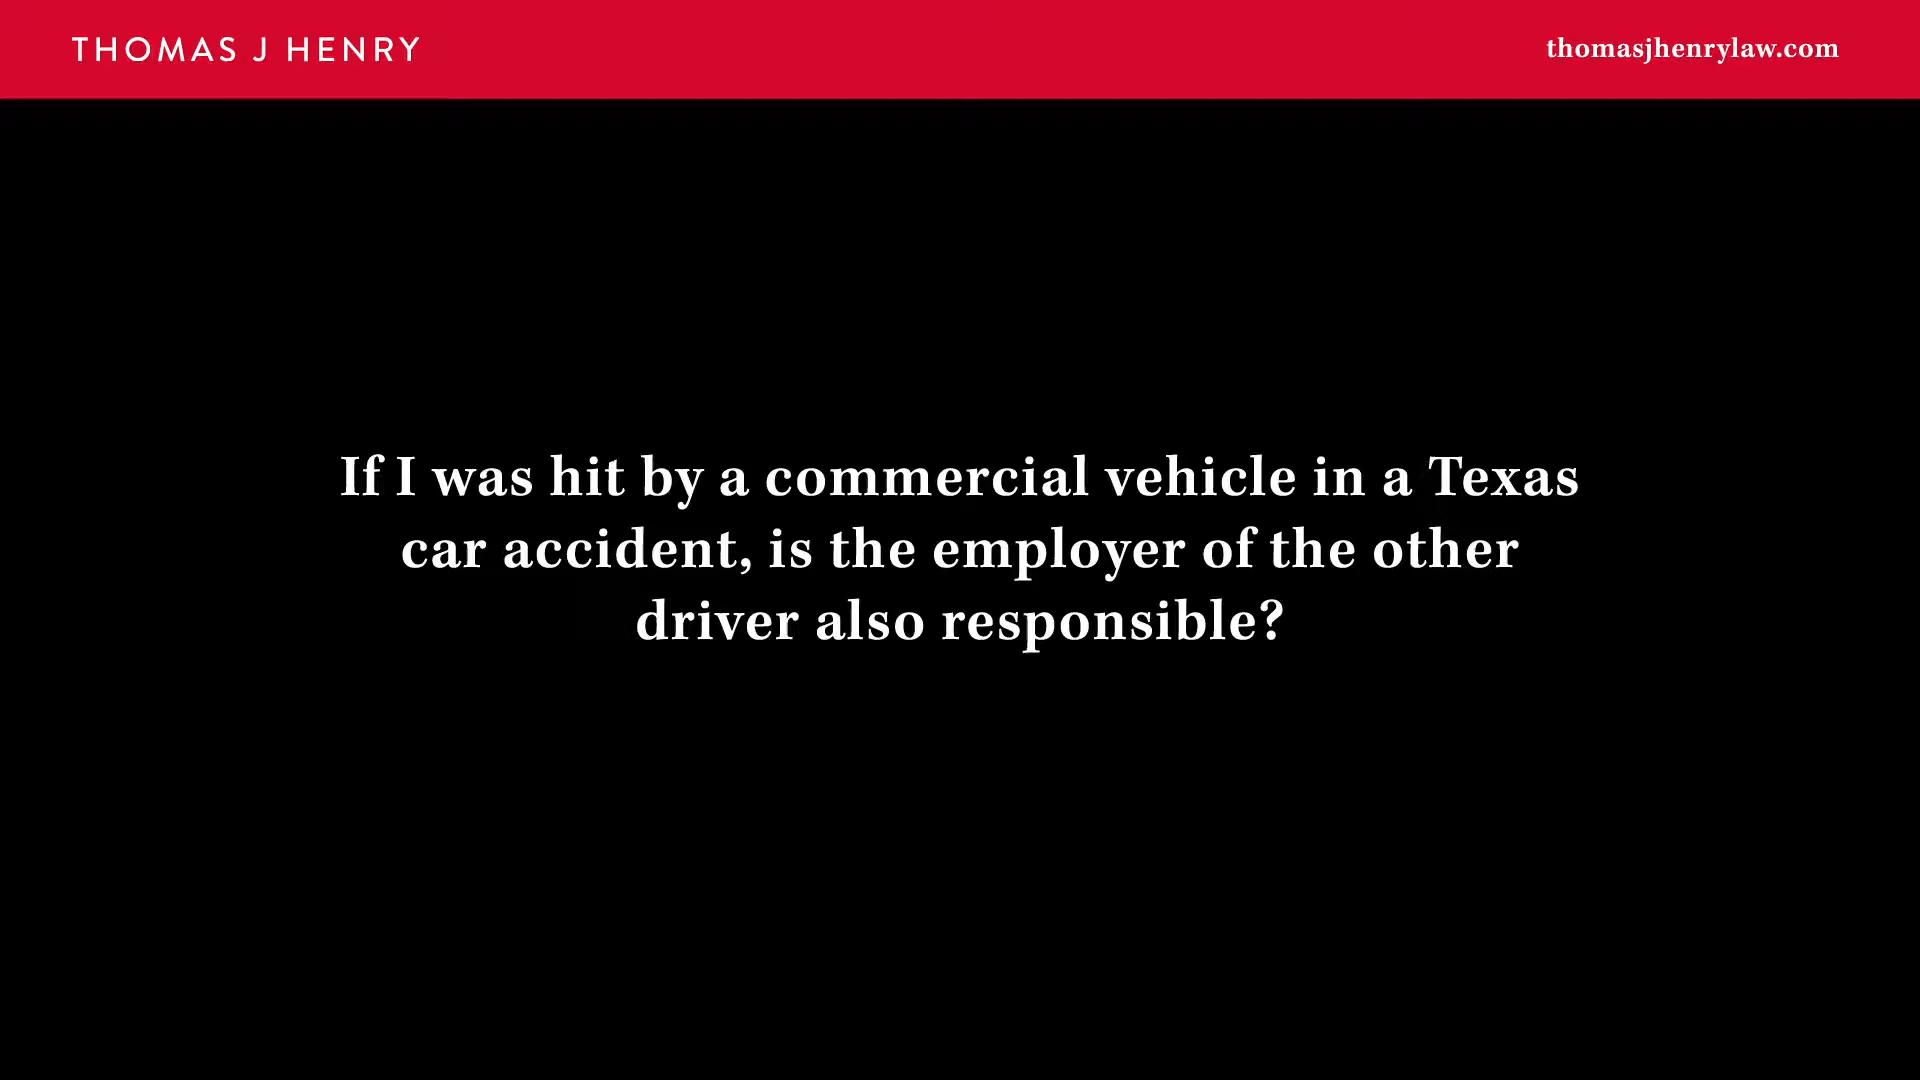 THOMAS J HENRY
thomasjhenrylaw.com
If I was hit by a commercial vehicle in a Texas
car accident, is the employer of the other
driver also responsible?